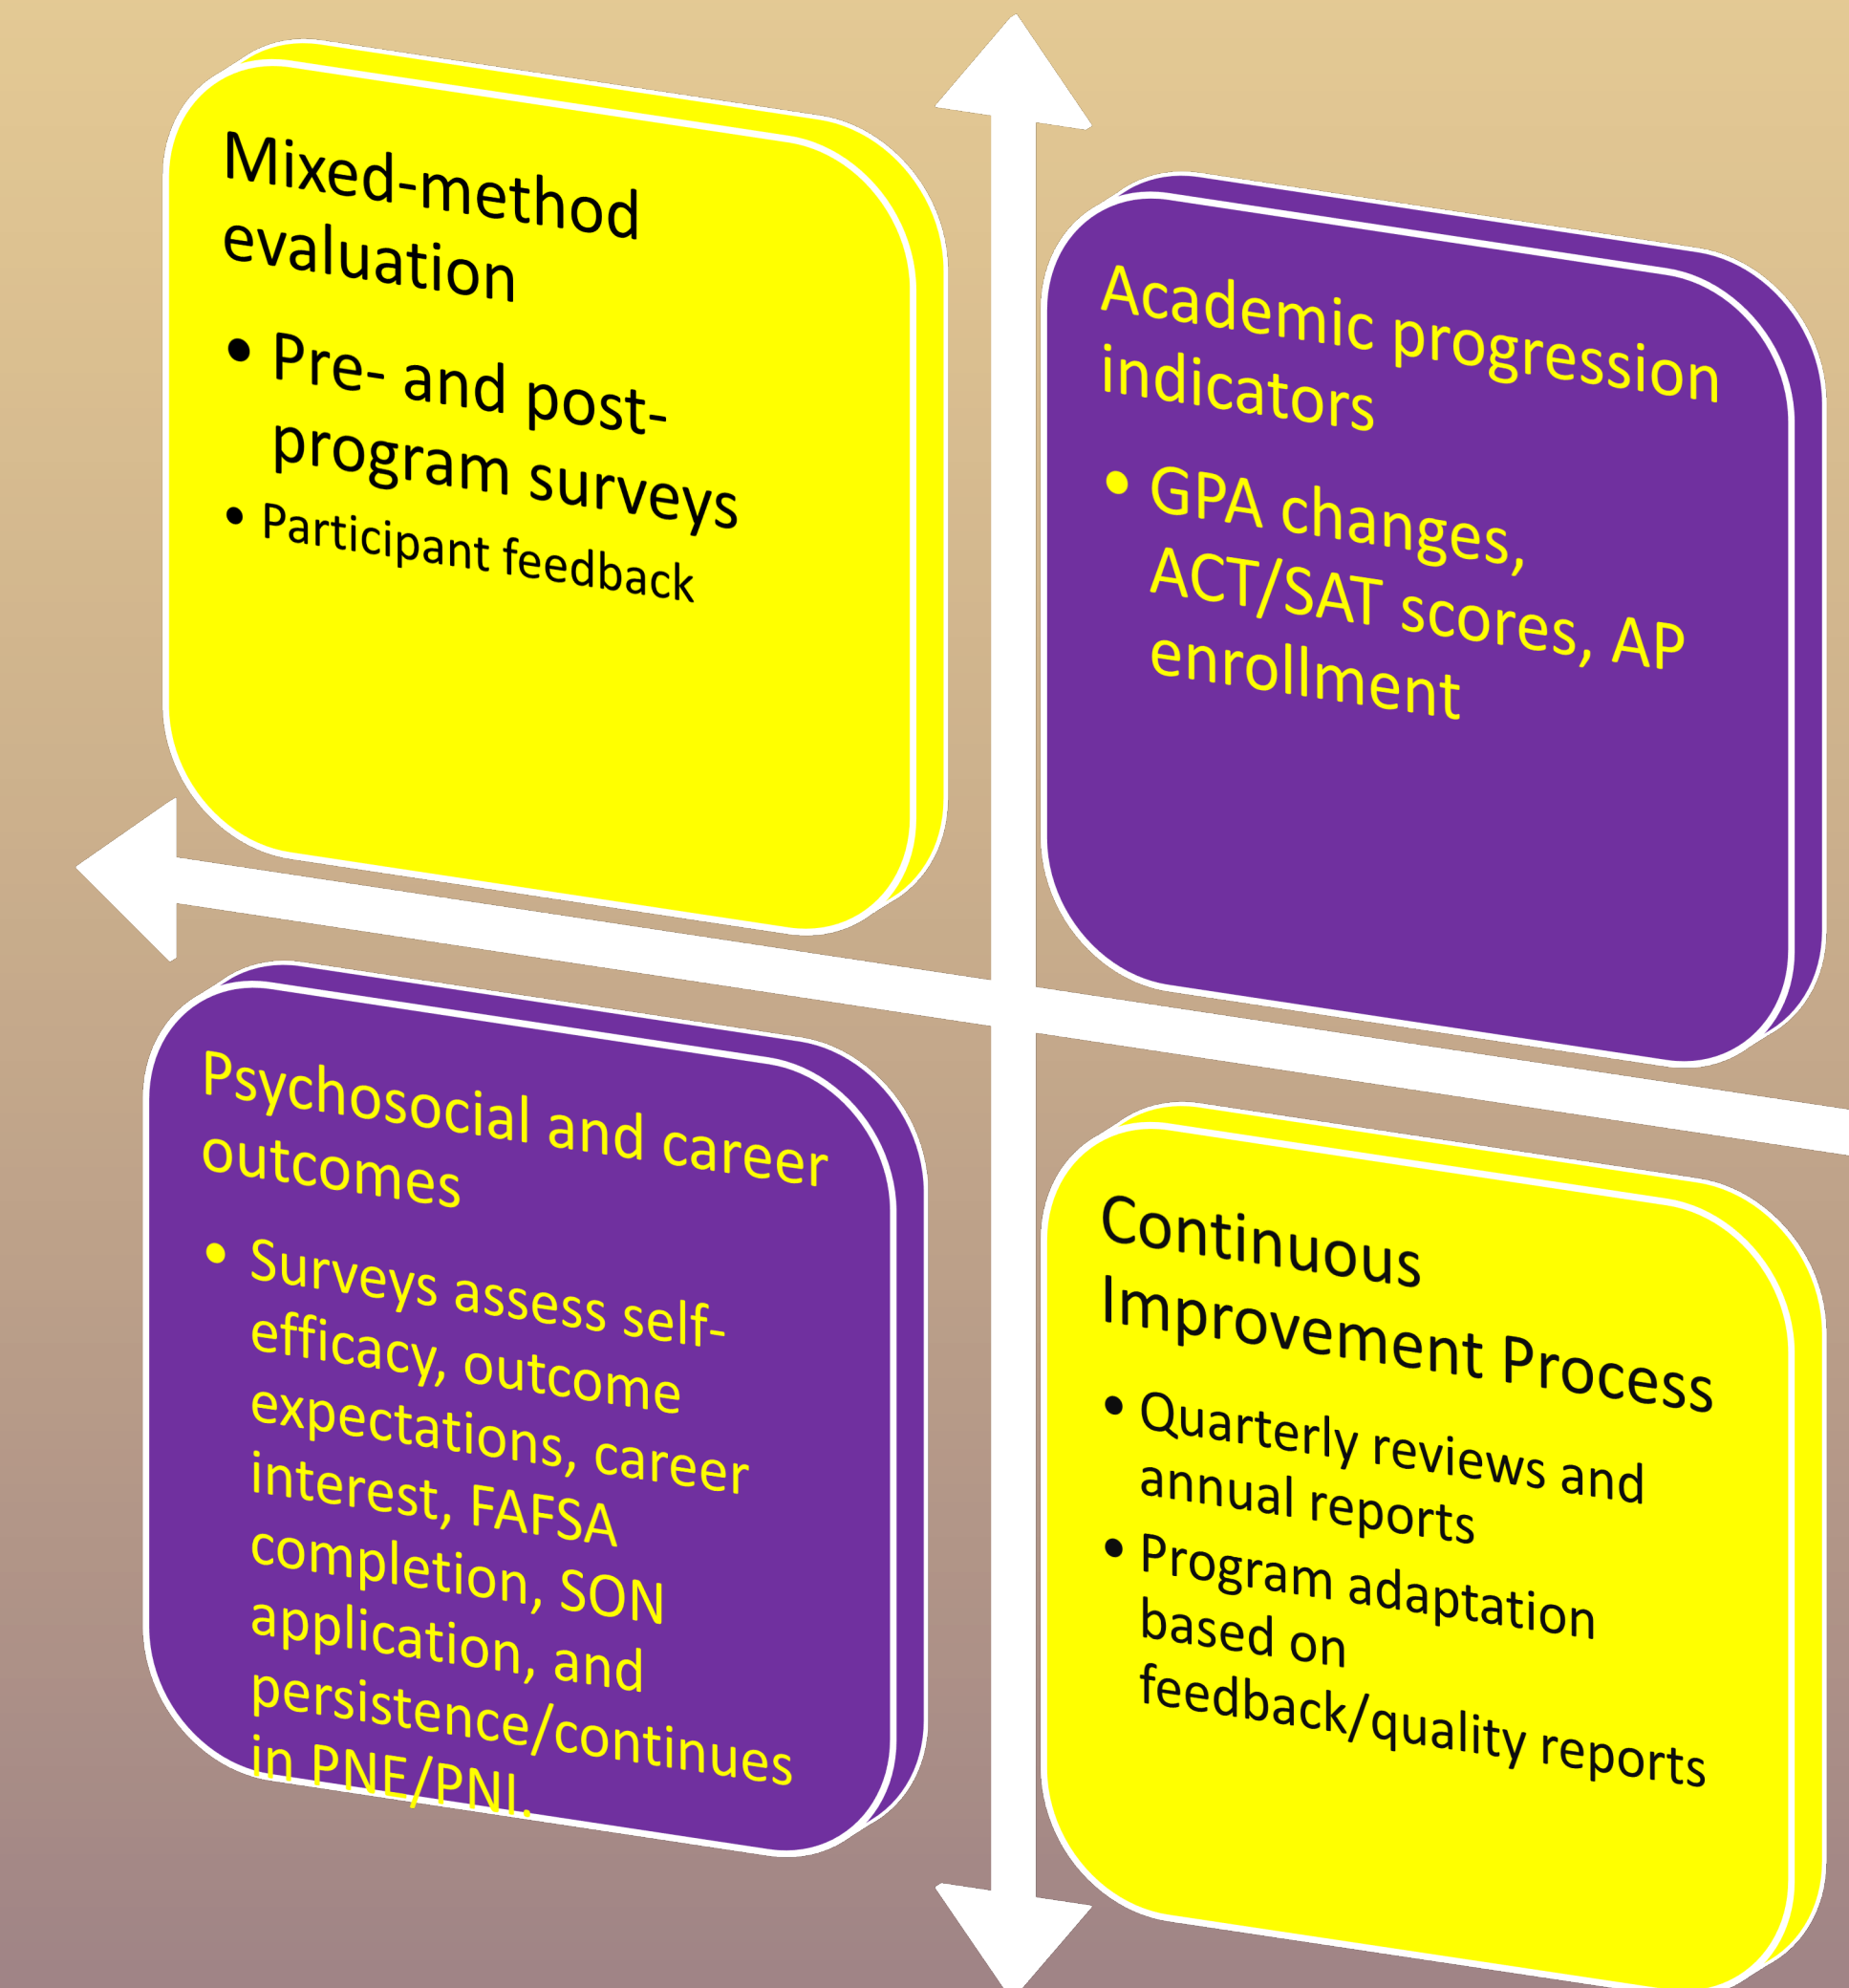 Mixed-method
evaluation
• Pre- and post-
program surveys
• Participant feedback
Academic progression
indicators
• GPA changes,
ACT/SAT scores, AP
enrollment
Psychosocial and career
outcomes
• Surveys assess self-
efficacy, outcome
expectations, career
interest, FAFSA
completion, SON
application, and
persistence/continues
in PNE/PNI.
Continuous
Improvement Process
• Quarterly reviews and
annual reports
• Program adaptation
based on
feedback/quality reports